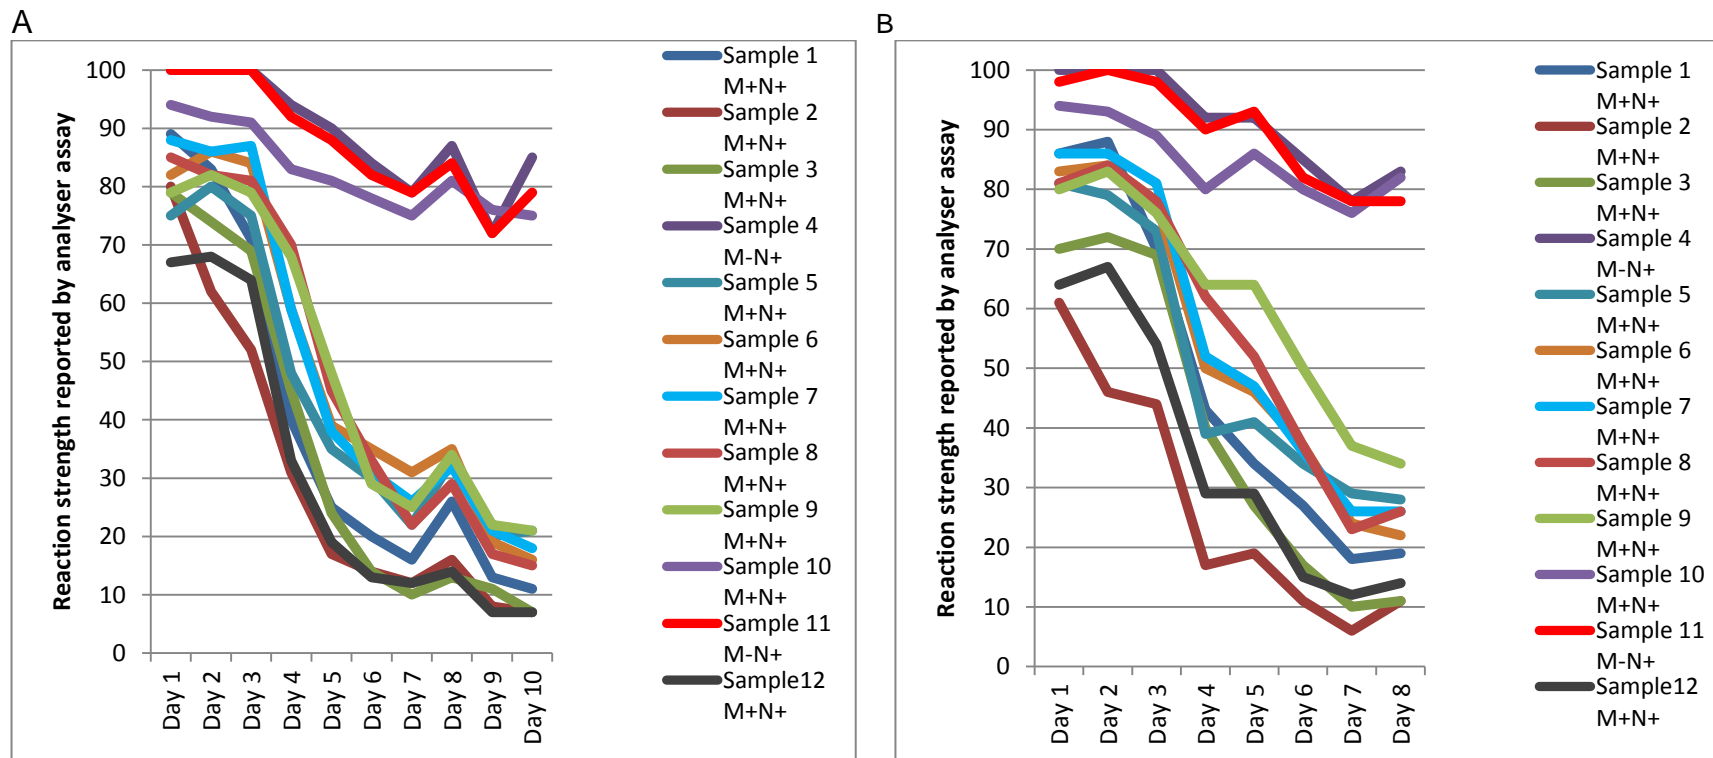 A
Reaction strength reported by analyser assay
100
90
80
70
60
50
40
30
20
10
0
Day 1
Day 2
Day 3
Day 4
Day 5
Day 6
Day 7
Day 8
Day 9
Day 10
Sample 1
M+N+
Sample 2
M+N+
Sample 3
M+N+
Sample 4
M-N+
Sample 5
M+N+
Sample 6
M+N+
Sample 7
M+N+
Sample 8
M+N+
Sample 9
M+N+
Sample 10
M+N+
Sample 11
M-N+
Sample12
M+N+
B
Reaction strength reported by analyser assay
100
90
80
70
60
50
40
30
20
10
0
Day 1
Day 2
Day 3
Day 4
Day 5
Day 6
Day 7
Day 8
Sample 1
M+N+
Sample 2
M+N+
Sample 3
M+N+
Sample 4
M-N+
Sample 5
M+N+
Sample 6
M+N+
Sample 7
M+N+
Sample 8
M+N+
Sample 9
M+N+
Sample 10
M+N+
Sample 11
M-N+
Sample12
M+N+